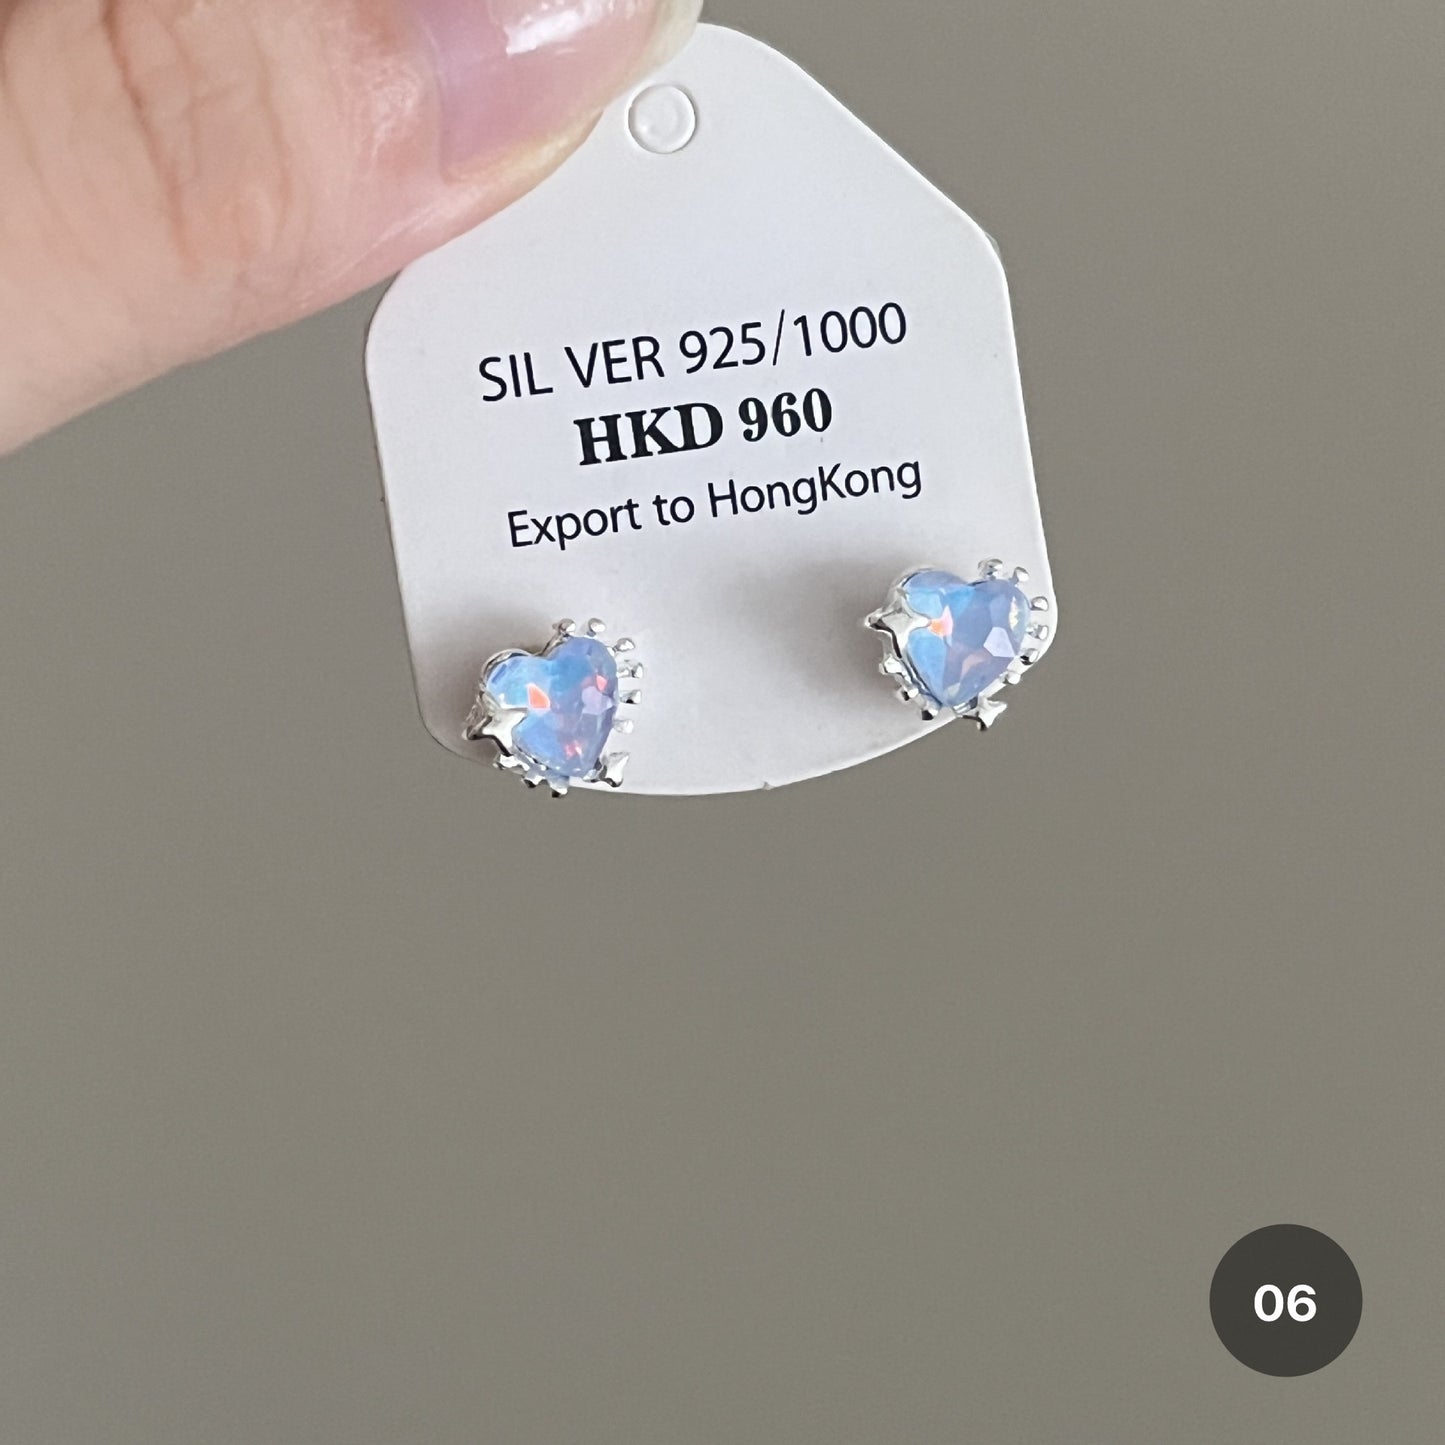 SIL VER 925/1000
HKD 960
Export to HongKong
06